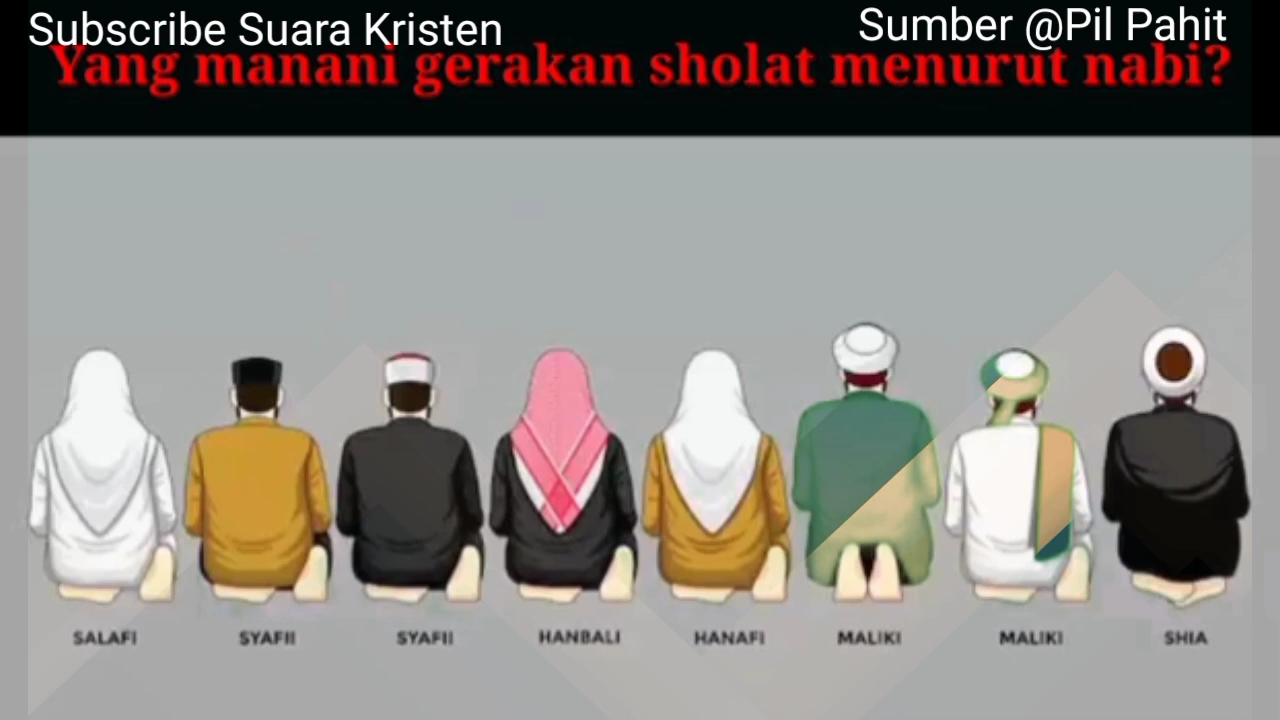 Subscribe Suara Kristen
Sumber @Pil Pahit
Yang manani gerakan sholat menurut nabi?
SALAFI SYAFII SYAFII HANBALI HANAFI MALIKI MALIKI SHIA